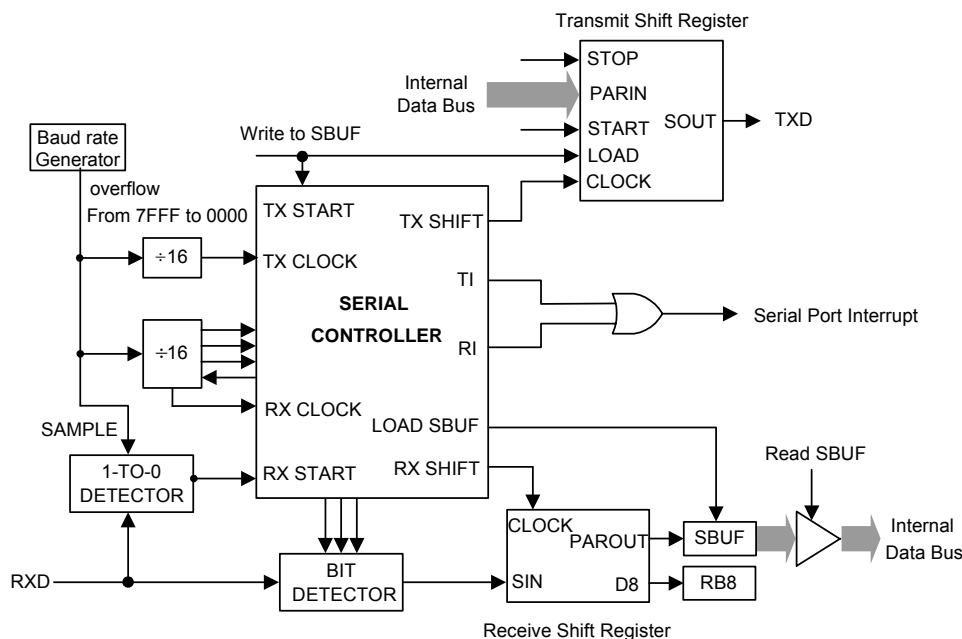 Transmit Shift Register
STOP
Internal
Data Bus
PARIN
START
SOUT
TXD
LOAD
CLOCK
Baud rate
Generator
Write to SBUF
overflow
From 7FFF to 0000
TX START
TX SHIFT
÷16
TX CLOCK
TI
SERIAL
CONTROLLER
Serial Port Interrupt
÷16
RI
RX CLOCK
LOAD SBUF
SAMPLE
1-TO-0
DETECTOR
RX START
RX SHIFT
Read SBUF
CLOCK
PAROUT
SBUF
Internal
Data Bus
RXD
BIT
DETECTOR
SIN
D8
RB8
Receive Shift Register